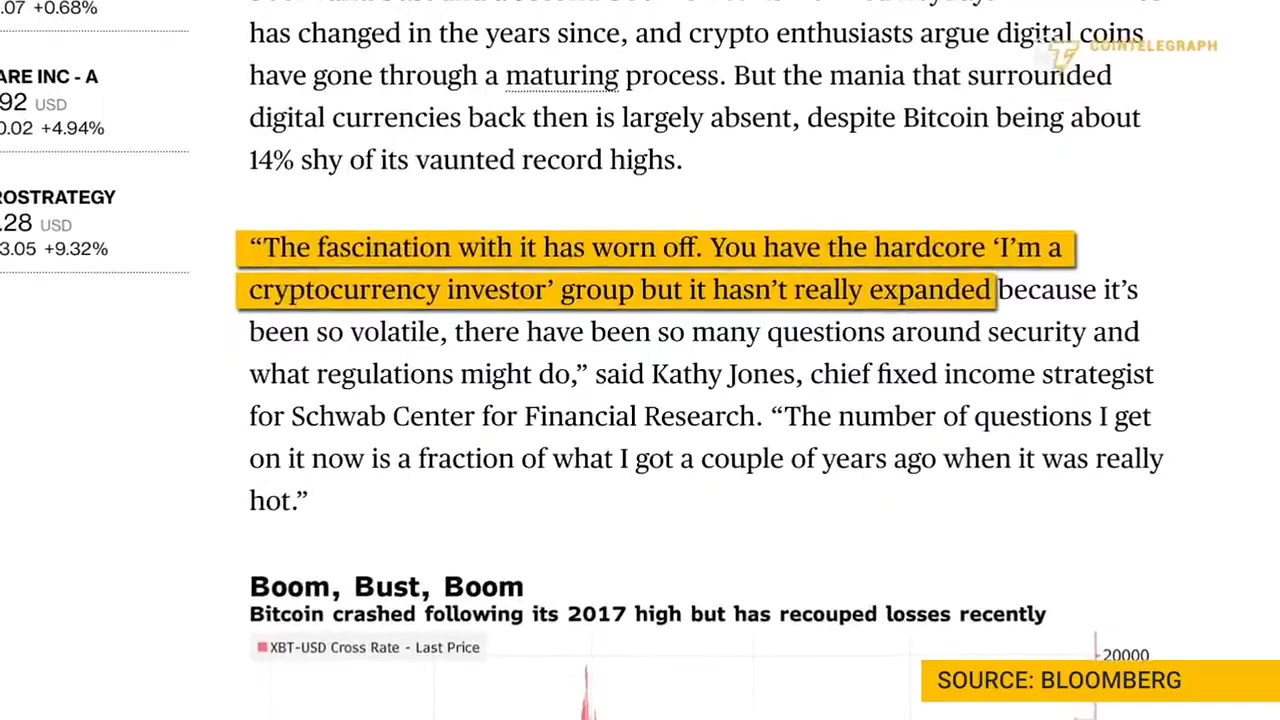 .07 +0.68%
has changed in the years since, and crypto enthusiasts argue digital coins
COINTELEGRAPH
ARE INC - A
have gone through a maturing process. But the mania that surrounded
92 USD
digital currencies back then is largely absent, despite Bitcoin being about
0.02 +4.94%
14% shy of its vaunted record highs.
ROSTRATEGY
.28 USD
3.05 +9.32%
“The fascination with it has worn off. You have the hardcore ‘I’m a
cryptocurrency investor’ group but it hasn’t really expanded because it’s
been so volatile, there have been so many questions around security and
what regulations might do,” said Kathy Jones, chief fixed income strategist
for Schwab Center for Financial Research. “The number of questions I get
on it now is a fraction of what I got a couple of years ago when it was really
hot.”
Boom, Bust, Boom
Bitcoin crashed following its 2017 high but has recouped losses recently
XBT-USD Cross Rate - Last Price
20000
SOURCE: BLOOMBERG